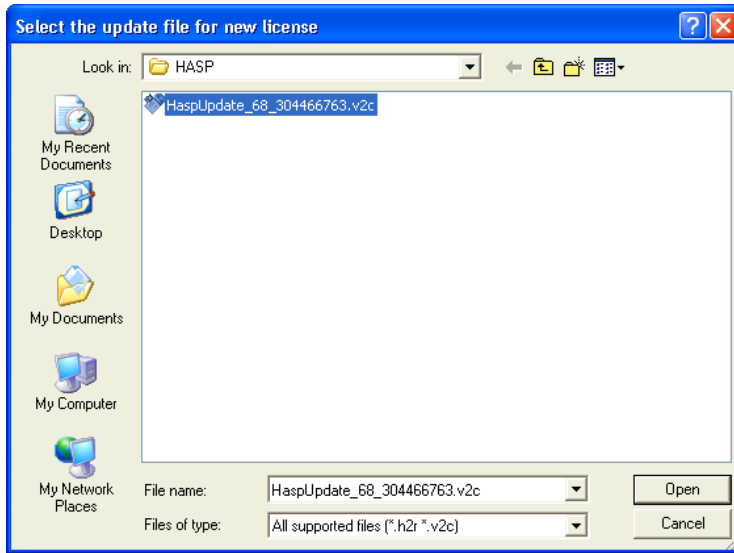 Select the update file for new license
Look in:
HASP
HaspUpdate_68_304466763.v2c
My Recent
Documents
Desktop
My Documents
My Computer
My Network
Places
File name:
HaspUpdate_68_304466763.v2c
Open
Files of type:
All supported files (*.h2r *.v2c)
Cancel